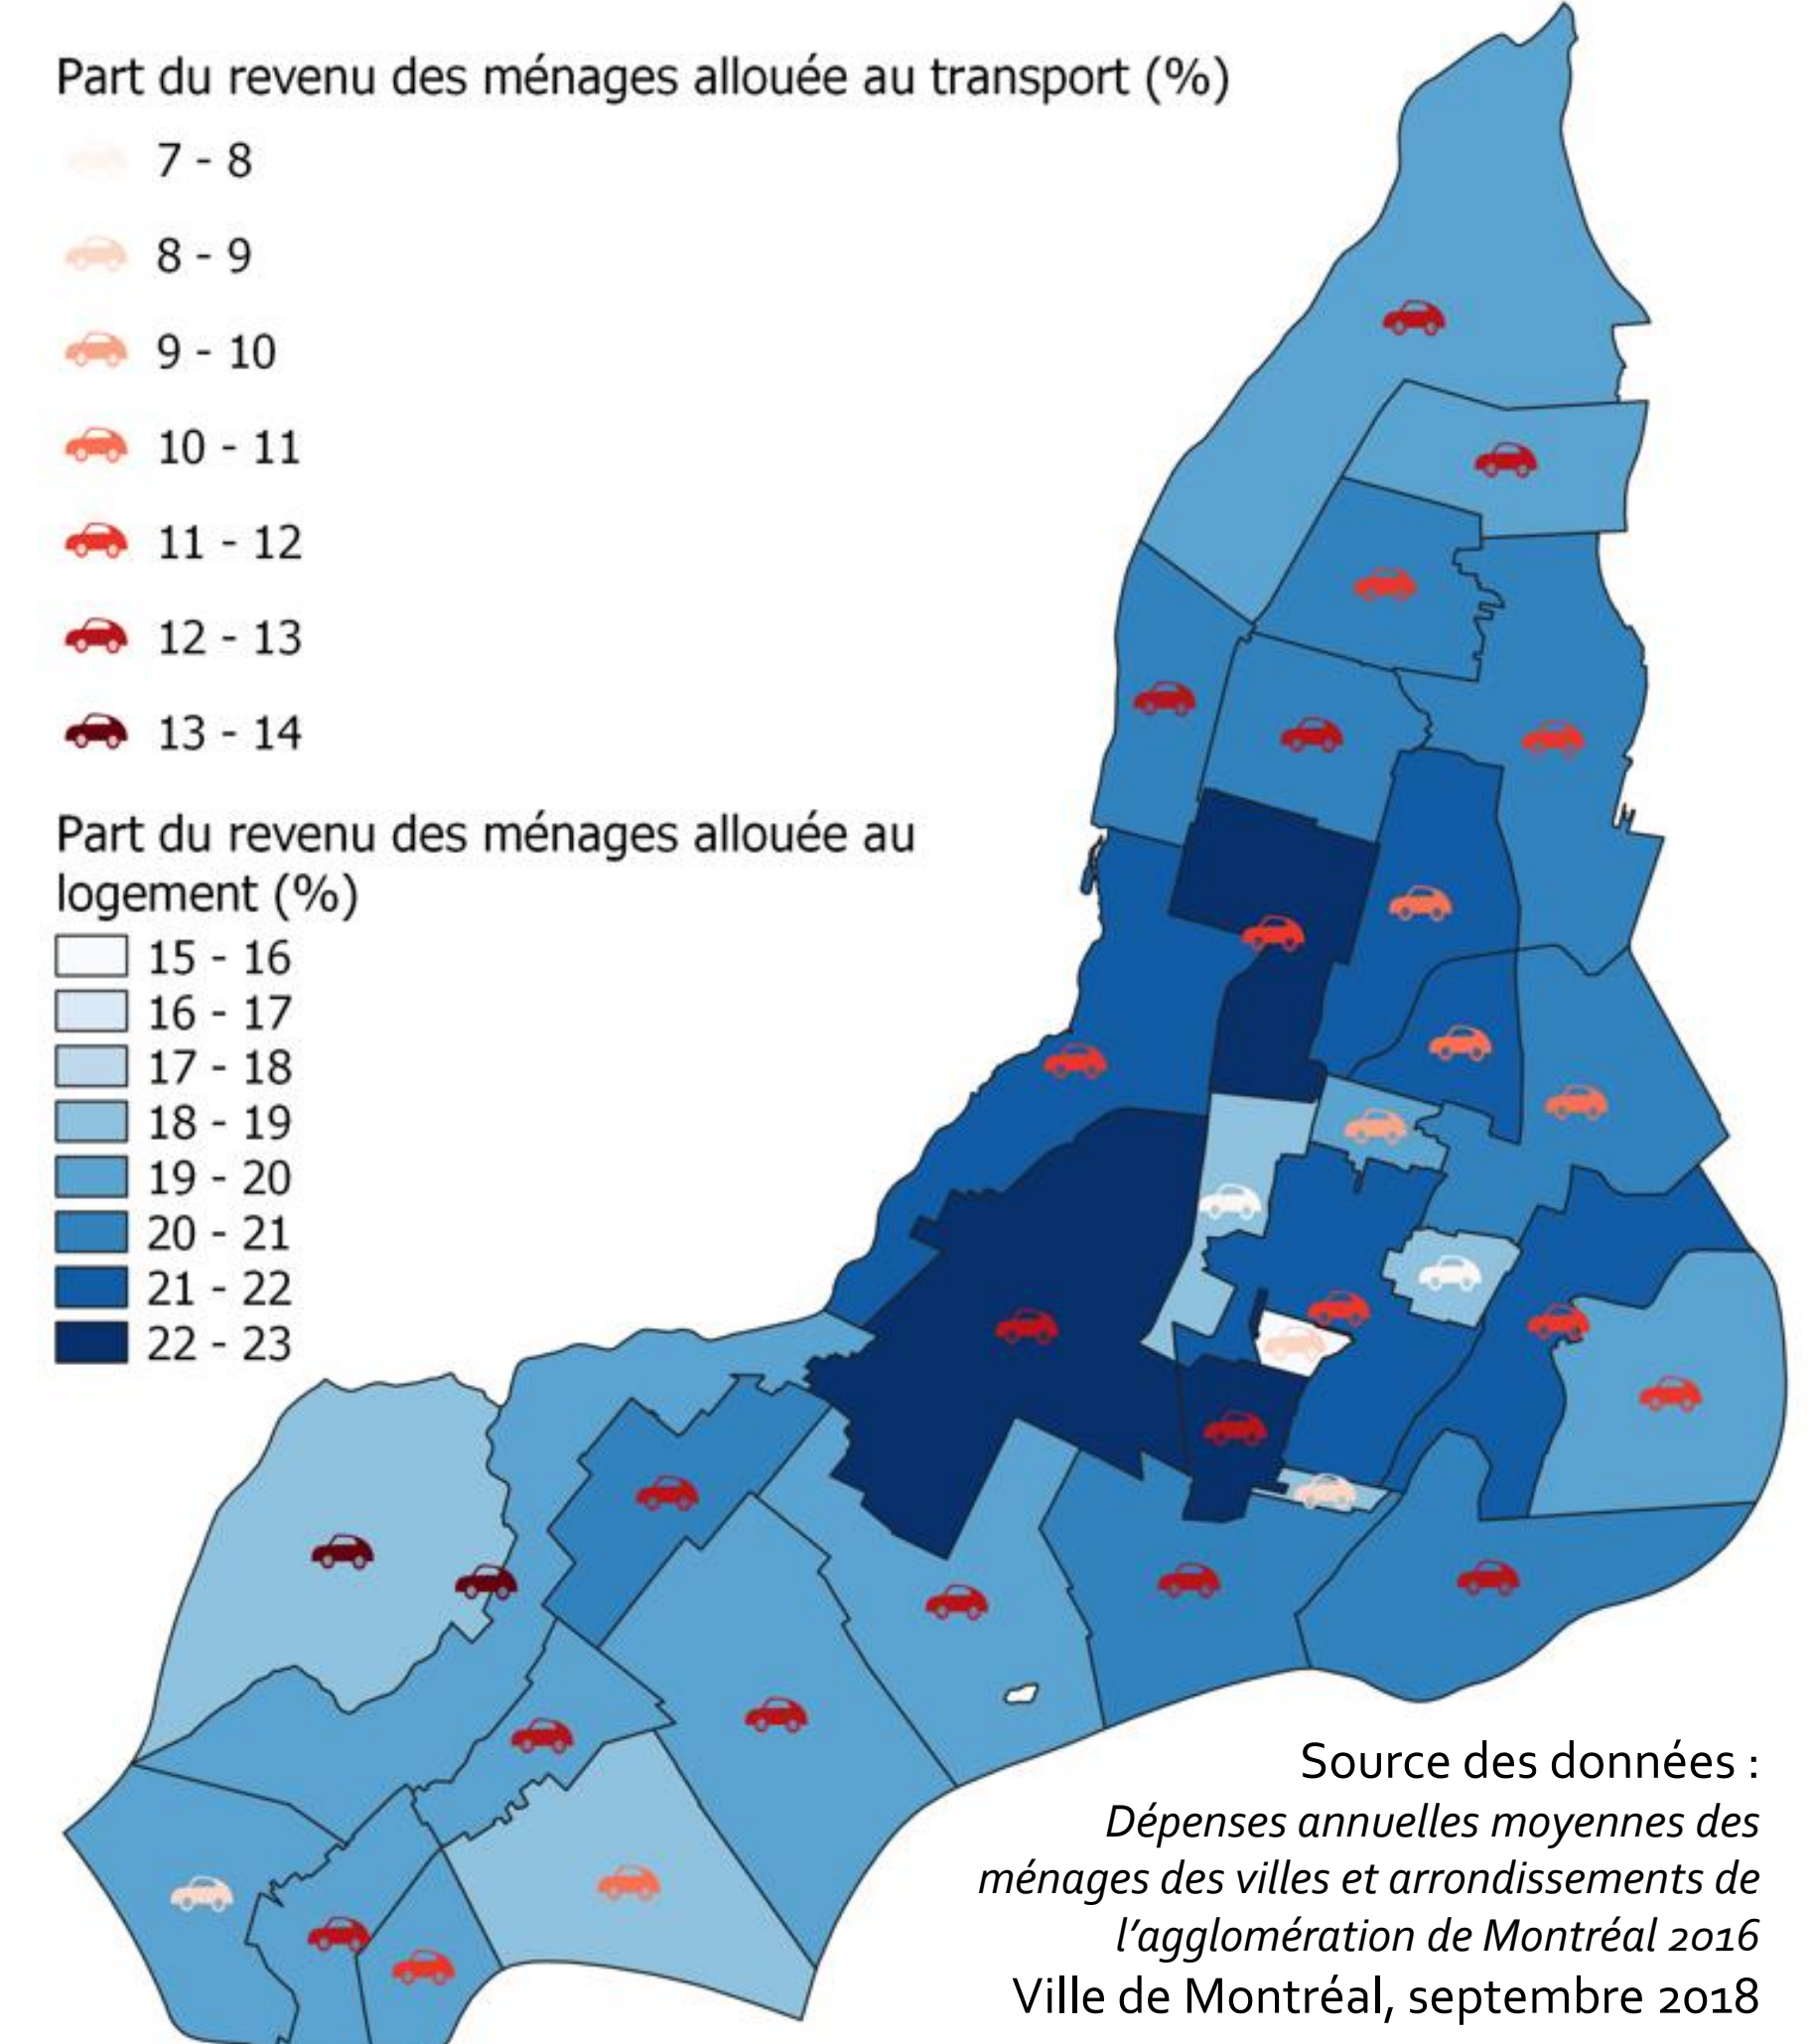 Part du revenu des ménages allouée au transport (%)
7 - 8
8 - 9
9 - 10
10 - 11
11 - 12
12 - 13
13 - 14
Part du revenu des ménages allouée au
logement (%)
15 - 16
16 - 17
17 - 18
18 - 19
19 - 20
20 - 21
21 - 22
22 - 23
Source des données :
Dépenses annuelles moyennes des
ménages des villes et arrondissements de
l’agglomération de Montréal 2016
Ville de Montréal, septembre 2018